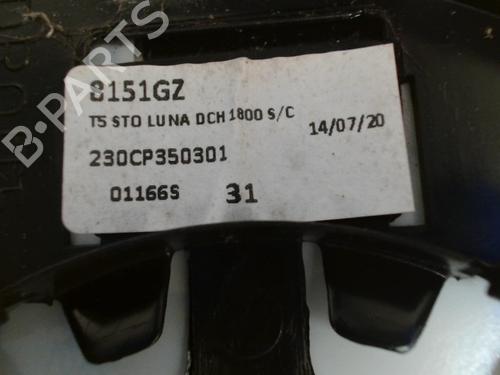 8151GZ
T5 STO LUNA DCH 1800 S/C
14/07/20
230CP350301
01166S 31
B-PARTS